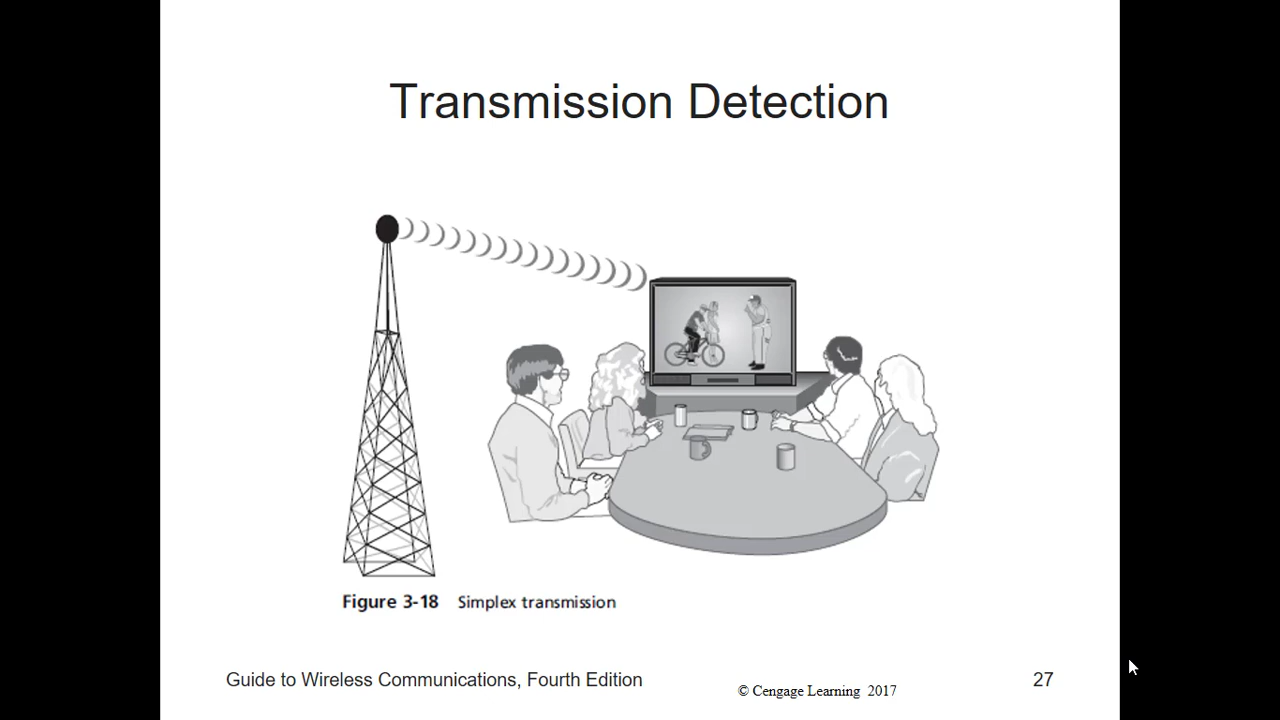 Transmission Detection
Figure 3-18 Simplex transmission
Guide to Wireless Communications, Fourth Edition
© Cengage Learning 2017
27